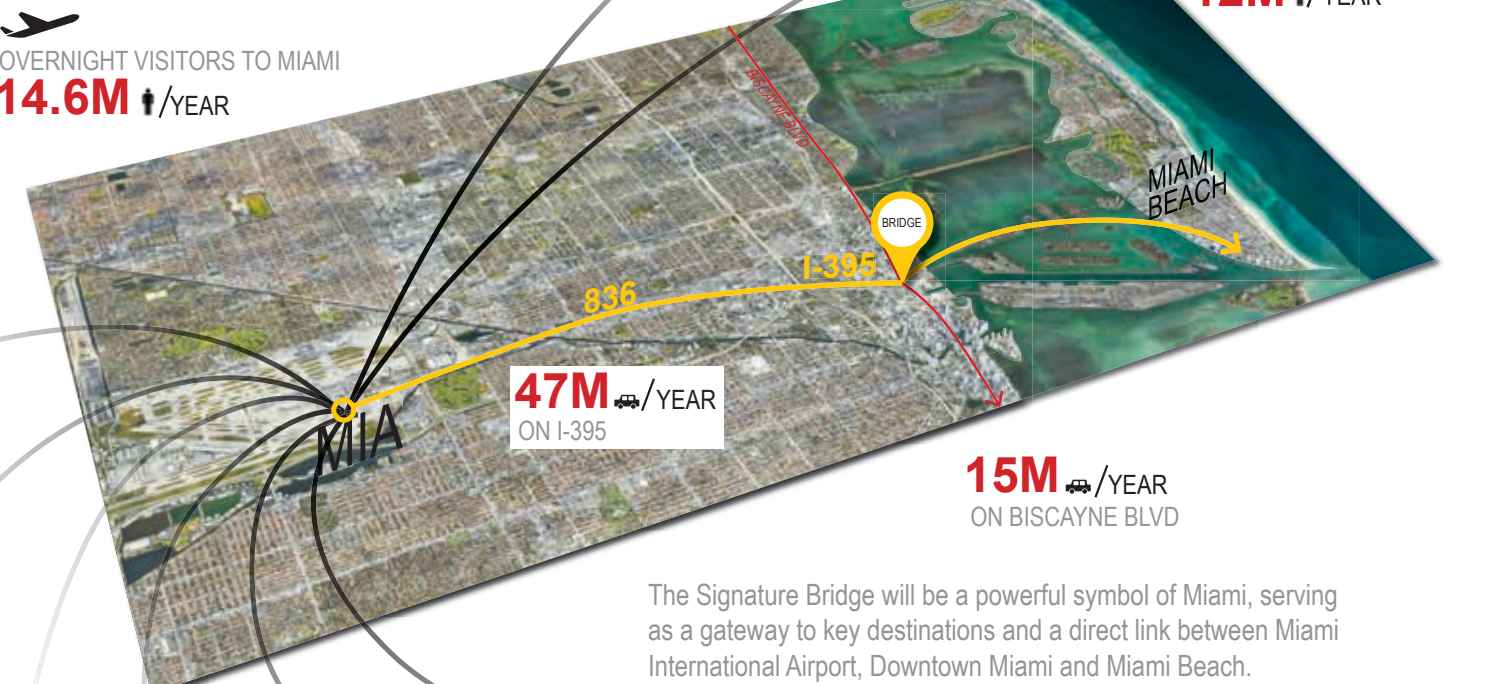 12M /YEAR
OVERNIGHT VISITORS TO MIAMI
14.6M /YEAR
BISCAYNE BLVD
MIAMI
BEACH
BRIDGE
I-395
836
MIA
47M /YEAR
ON I-395
15M /YEAR
ON BISCAYNE BLVD
The Signature Bridge will be a powerful symbol of Miami, serving
as a gateway to key destinations and a direct link between Miami
International Airport, Downtown Miami and Miami Beach.